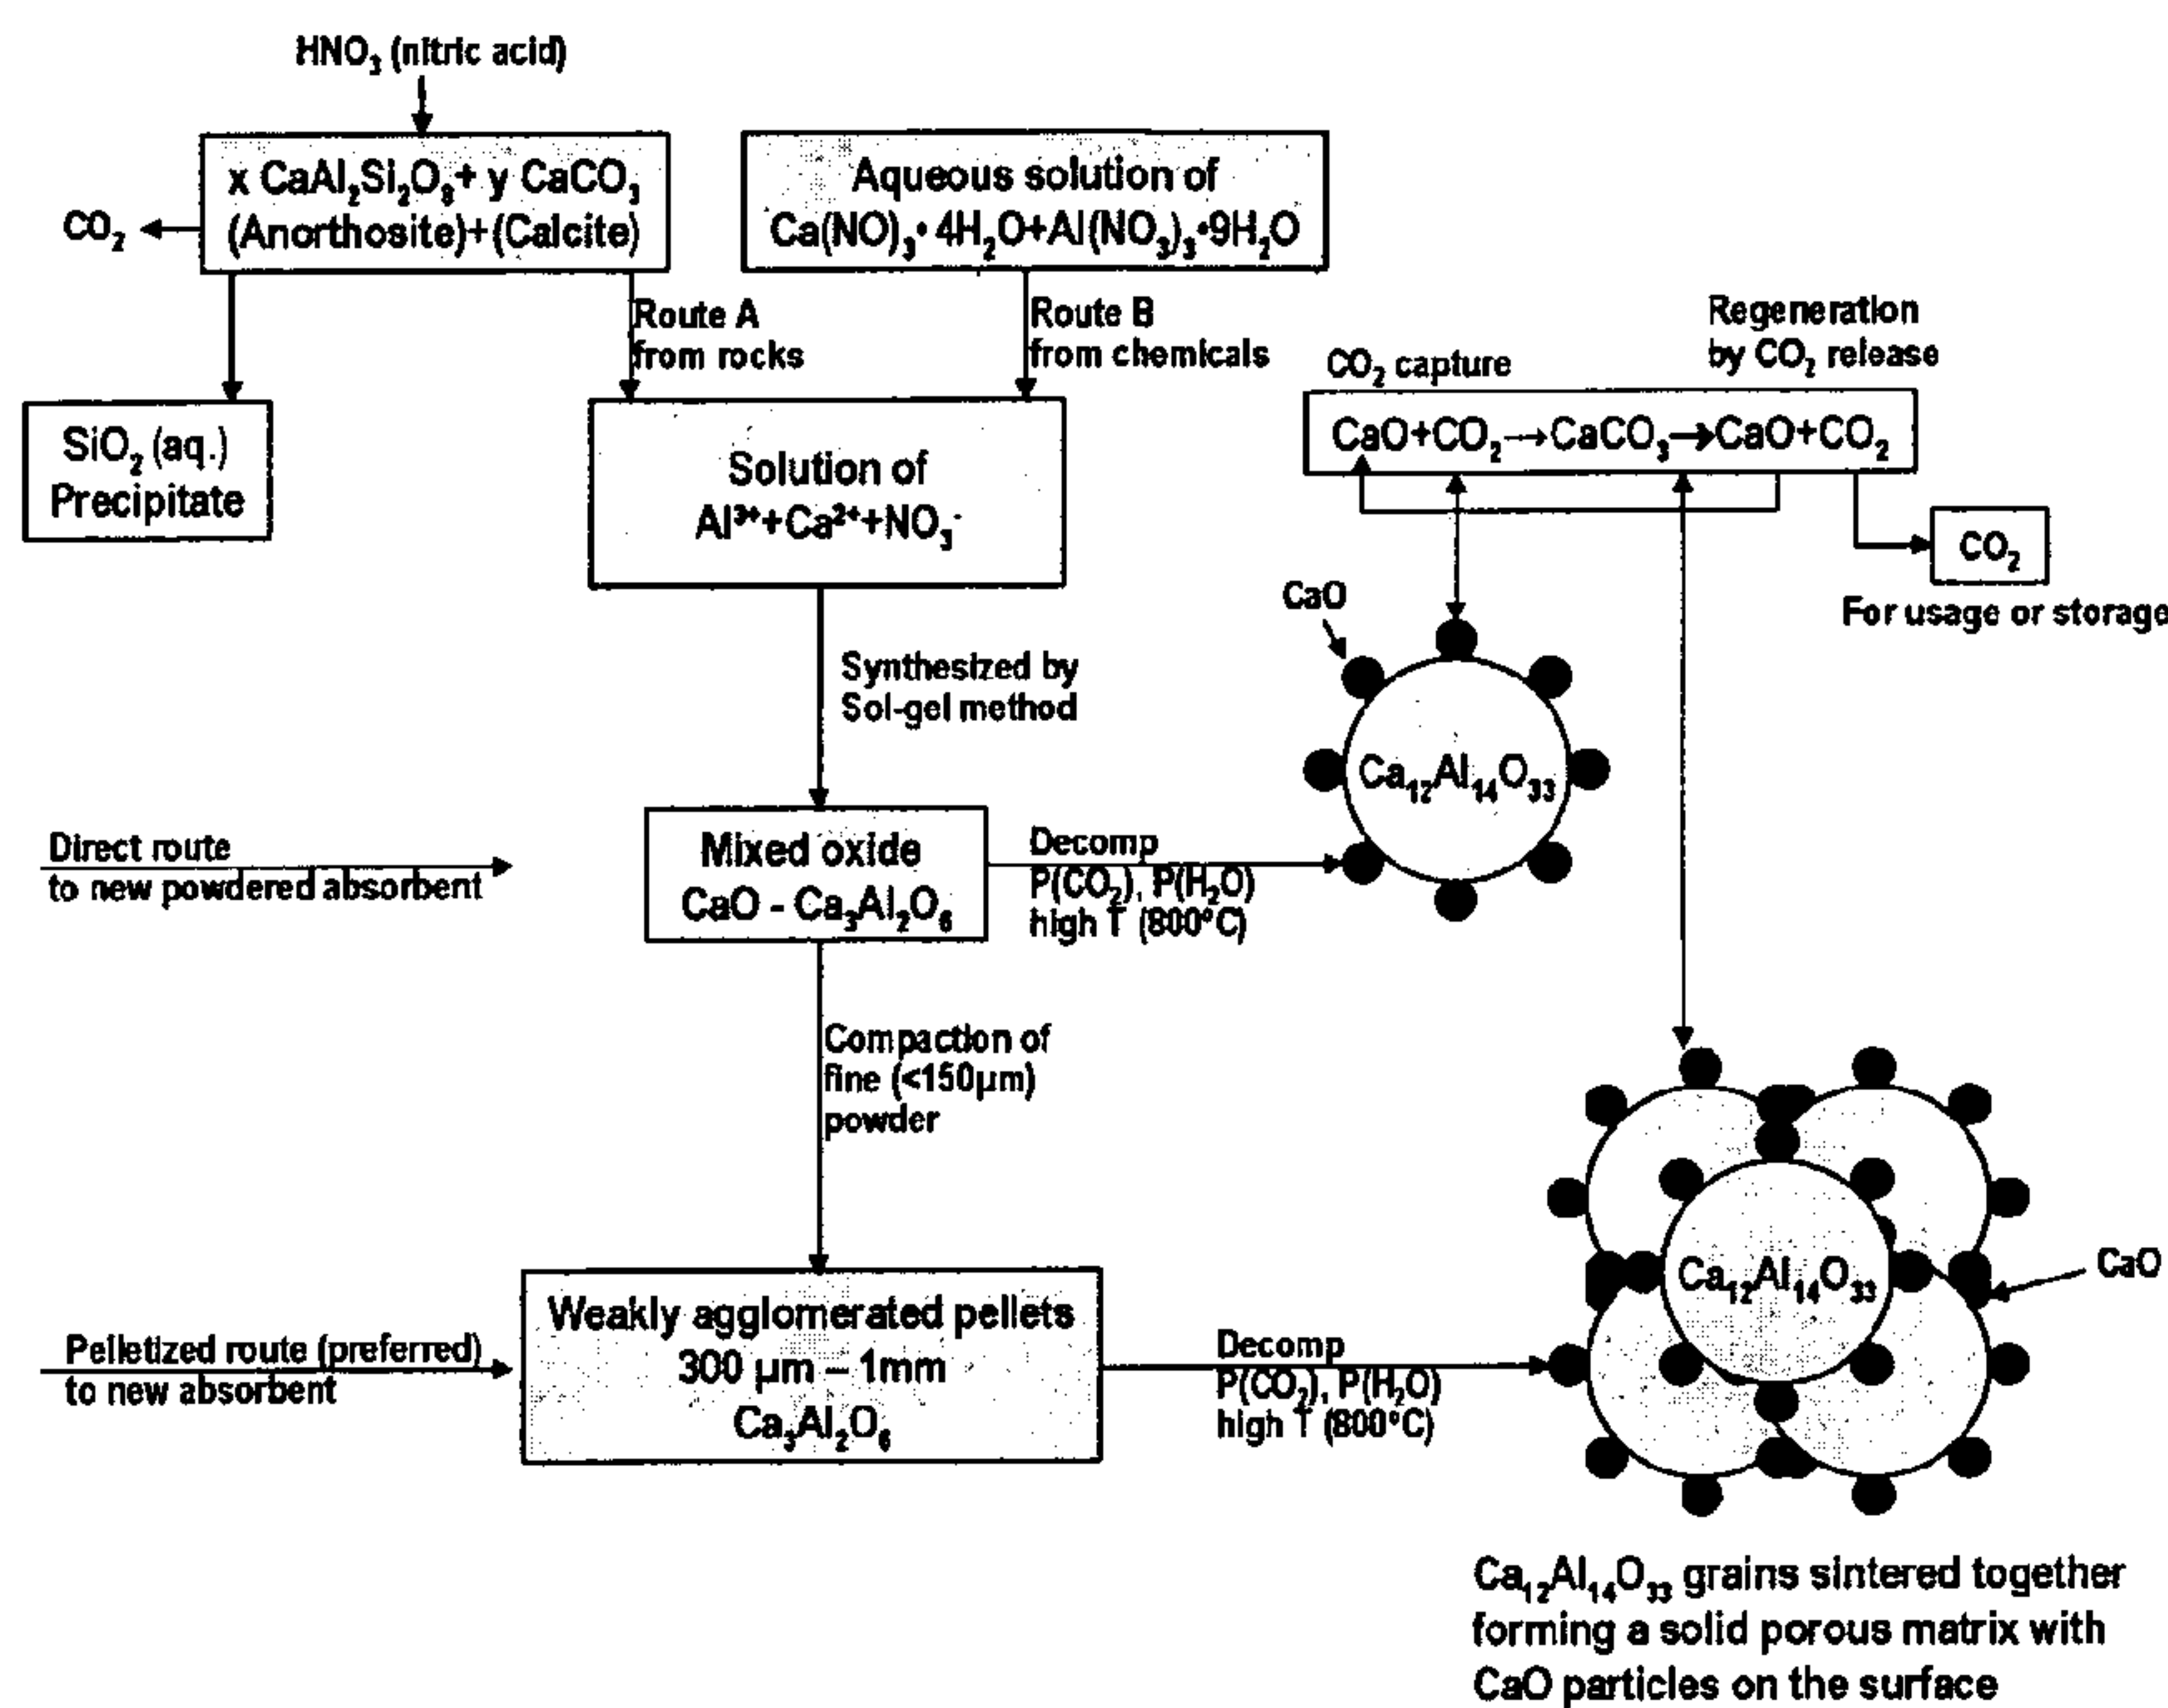 HNO₃ (nitric acid)
x CaAl₂Si₂O₈+ y CaCO₃
(Anorthosite)+(Calcite)
CO₂
Aqueous solution of
Ca(NO)₃• 4H₂O+Al(NO₃)₃•9H₂O
Route A
from rocks
Route B
from chemicals
SiO₂ (aq.)
Precipitate
Solution of
Al³⁺+Ca²⁺+NO₃⁻
CO₂ capture
Regeneration
by CO₂ release
CaO+CO₂→CaCO₃→CaO+CO₂
CO₂
For usage or storage
Synthesized by
Sol-gel method
CaO
Ca₁₂Al₁₄O₃₃
Direct route
to new powdered absorbent
Mixed oxide
CaO - Ca₃Al₂O₆
Decomp
P(CO₂), P(H₂O)
high T (800°C)
Compaction of
fine (<150µm)
powder
Pelletized route (preferred)
to new absorbent
Weakly agglomerated pellets
300 µm – 1mm
Ca₃Al₂O₆
Decomp
P(CO₂), P(H₂O)
high T (800°C)
Ca₁₂Al₁₄O₃₃
CaO
Ca₁₂Al₁₄O₃₃ grains sintered together
forming a solid porous matrix with
CaO particles on the surface